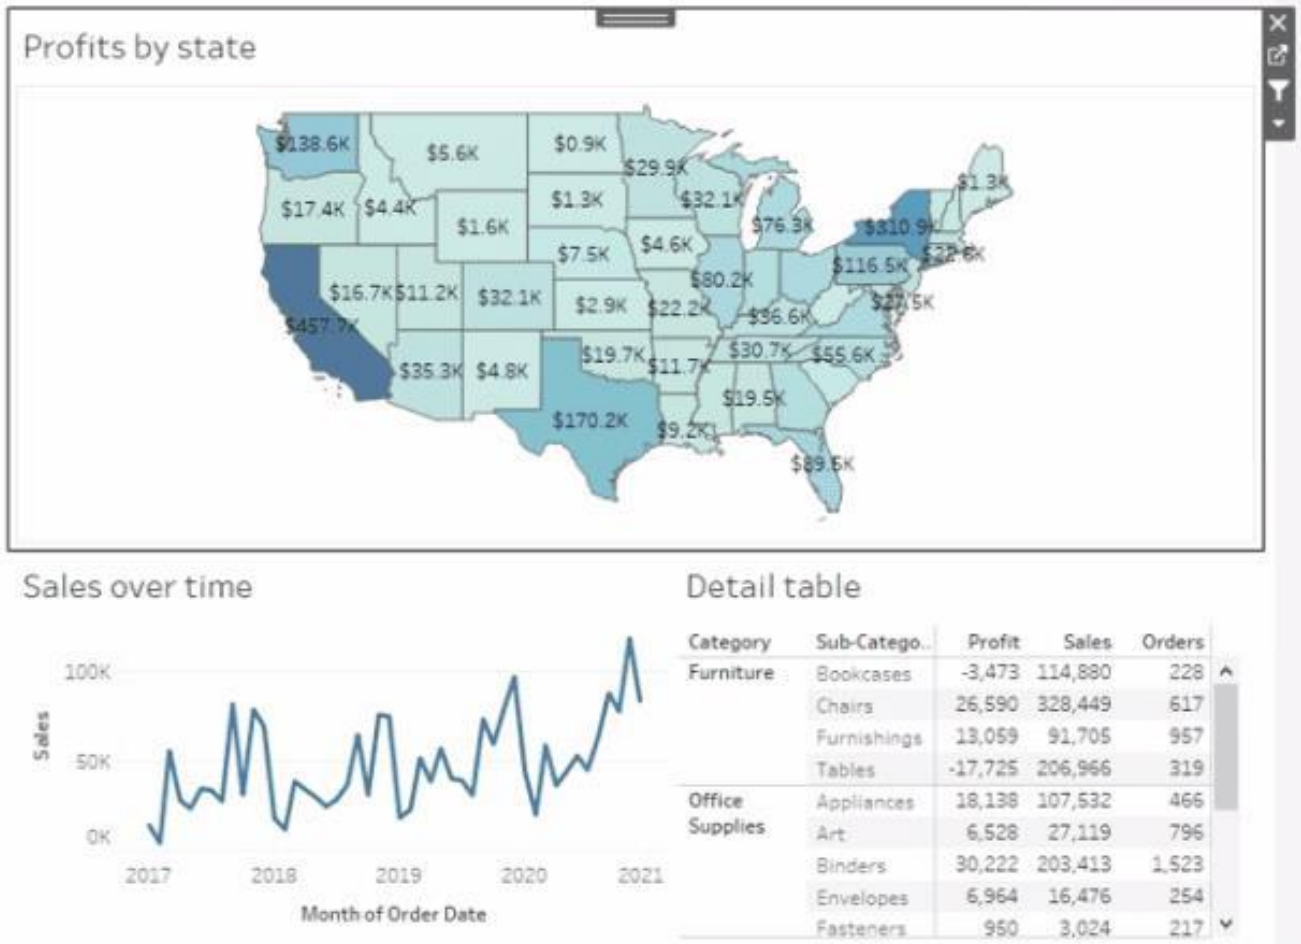 Profits by state
$138.6K
$5.6K
$0.9K
$29.9K
$1.3K
$17.4K
$4.4K
$1.6K
$1.3K
$32.1K
$76.3K
$310.9K
$7.5K
$4.6K
$22.6K
$116.5K
$80.2K
$16.7K
$11.2K
$32.1K
$2.9K
$22.2K
$36.6K
$27.5K
$457.7K
$35.3K
$4.8K
$19.7K
$11.7K
$30.7K
$55.6K
$19.5K
$170.2K
$9.2K
$89.5K
Sales over time
100K
50K
0K
Sales
2017 2018 2019 2020 2021
Month of Order Date
Detail table
Category Sub-Catego.. Profit Sales Orders
Furniture Bookcases -3,473 114,880 228
Chairs 26,590 328,449 617
Furnishings 13,059 91,705 957
Tables -17,725 206,966 319
Office Appliances 18,138 107,532 466
Supplies Art 6,528 27,119 796
Binders 30,222 203,413 1,523
Envelopes 6,964 16,476 254
Fasteners 950 3,024 217